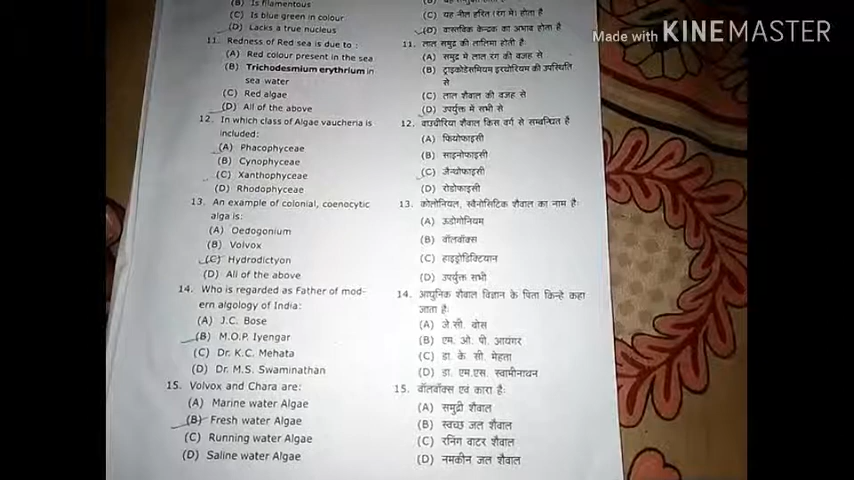 Made with KINEMASTER
(B) Is filamentous
(C) Is blue green in colour
(D) Lacks a true nucleus
11. Redness of Red sea is due to :
(A) Red colour present in the sea
(B) Trichodesmium erythrium in
sea water
(C) Red algae
(D) All of the above
12. In which class of Algae vaucheria is
included:
(A) Phacophyceae
(B) Cynophyceae
(C) Xanthophyceae
(D) Rhodophyceae
13. An example of colonial, coenocytic
alga is:
(A) Oedogonium
(B) Volvox
(C) Hydrodictyon
(D) All of the above
14. Who is regarded as Father of mod-
ern algology of India:
(A) J.C. Bose
(B) M.O.P. Iyengar
(C) Dr. K.C. Mehata
(D) Dr. M.S. Swaminathan
15. Volvox and Chara are:
(A) Marine water Algae
(B) Fresh water Algae
(C) Running water Algae
(D) Saline water Algae
(C) यह नील हरित (रंग में) होता है
(D) वास्तविक केन्द्रक का अभाव होता है
11. लाल समुद्र की लालिमा होती है:
(A) समुद्र मे लाल रंग की वजह से
(B) ट्राइकोडेसमियम इरथोरियम की उपस्थिति
से
(C) लाल शैवाल की वजह से
(D) उपर्युक्त मे सभी से
12. वाउचीरिया शैवाल किस वर्ग से सम्बन्धित है
(A) फियोफाइसी
(B) साइनोफाइसी
(C) जैन्थोफाइसी
(D) रोडोफाइसी
13. कोलोनियल, स्वैनोसिटिक शैवाल का नाम है:
(A) ऊडोगोनियम
(B) वॉलवॉक्स
(C) हाइड्रोडिक्टियान
(D) उपर्युक्त सभी
14. आधुनिक शैवाल विज्ञान के पिता किन्हे कहा
जाता है:
(A) जे सी. बोस
(B) एम. ओ. पी. आयंगर
(C) डा. के सी. मेहता
(D) डा. एम.एस. स्वामीनाथन
15. वॉलवॉक्स एवं कारा है:
(A) समुद्री शैवाल
(B) स्वच्छ जल शैवाल
(C) रनिंग वाटर शैवाल
(D) नमकीन जल शैवाल